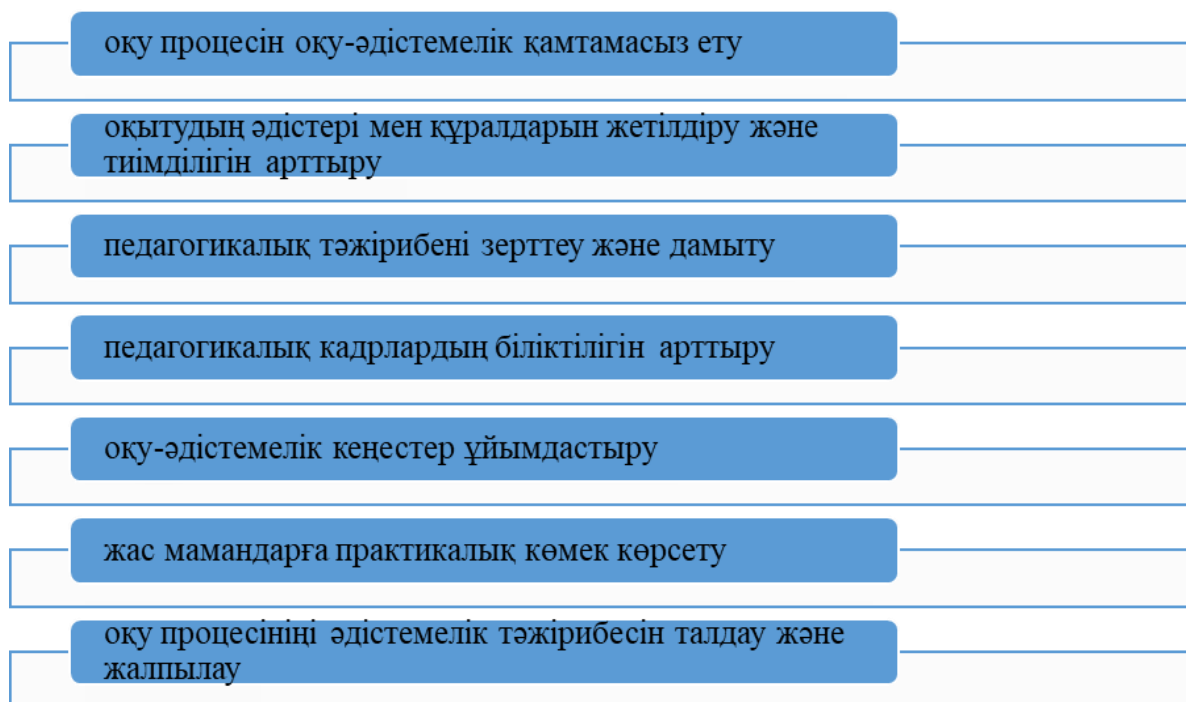 оқу процесін оқу-әдістемелік қамтамасыз ету
оқытудың әдістері мен құралдарын жетілдіру және
тиімділігін арттыру
педагогикалық тәжірибені зерттеу және дамыту
педагогикалық кадрлардың біліктілігін арттыру
оқу-әдістемелік кеңестер ұйымдастыру
жас мамандарға практикалық көмек көрсету
оқу процесініңі әдістемелік тәжірибесін талдау және
жалпылау